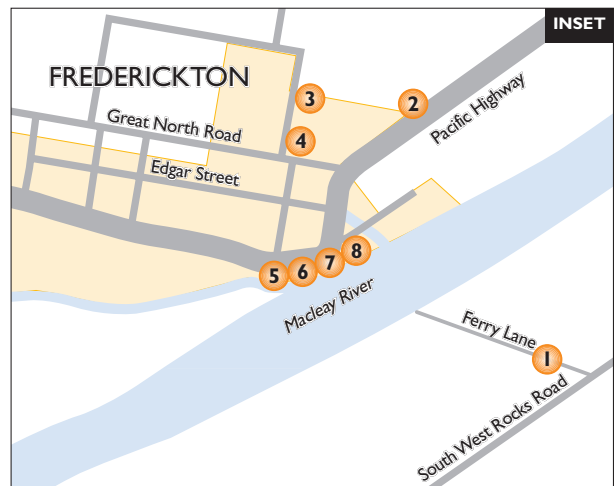 INSET
FREDERICKTON
3
2
Pacific Highway
Great North Road
4
Edgar Street
5
6
7
8
Macleay River
Ferry Lane
1
South West Rocks Road